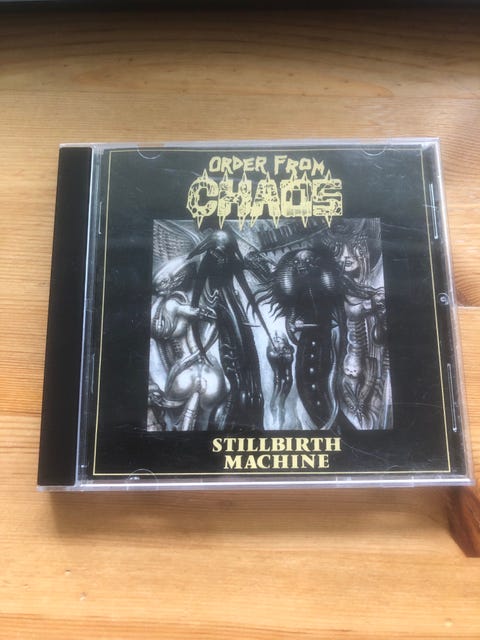 ORDER FROM
CHAOS
STILLBIRTH
MACHINE